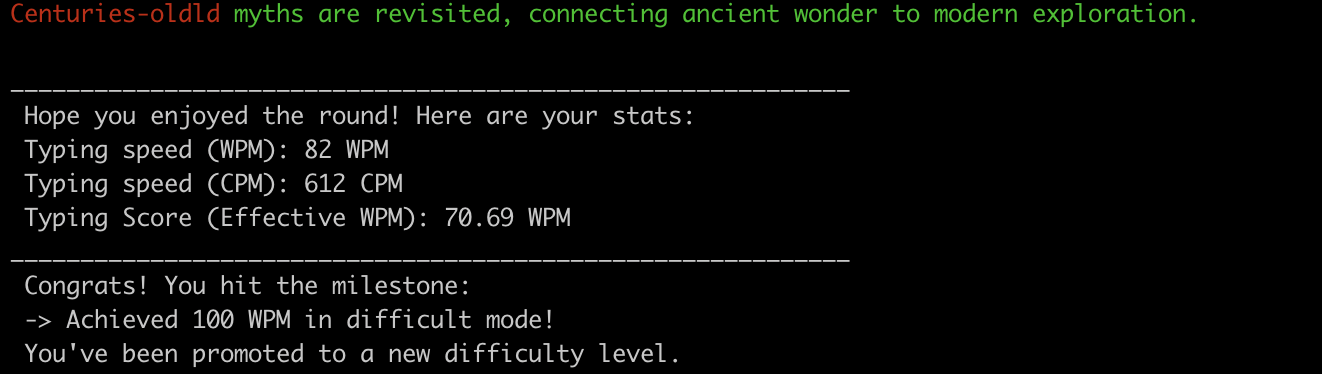 Centuries-oldld myths are revisited, connecting ancient wonder to modern exploration.
____________________________________________________________
Hope you enjoyed the round! Here are your stats:
Typing speed (WPM): 82 WPM
Typing speed (CPM): 612 CPM
Typing Score (Effective WPM): 70.69 WPM
____________________________________________________________
Congrats! You hit the milestone:
-> Achieved 100 WPM in difficult mode!
You've been promoted to a new difficulty level.